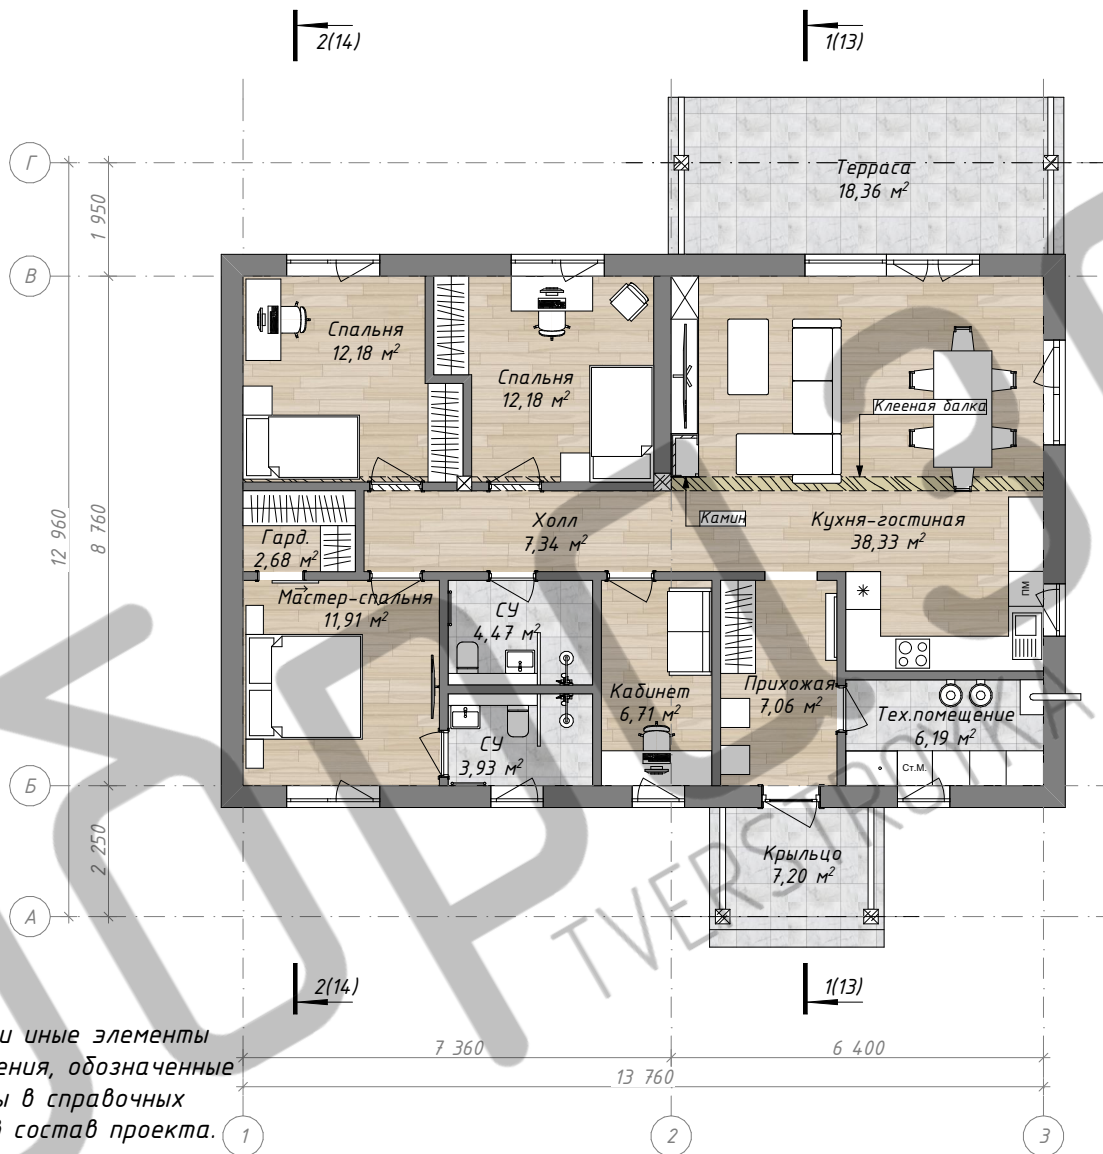 2(14)
1(13)
Г
В
Б
А
1 950
8 760
12 960
2 250
Терраса
18,36 м²
Спальня
12,18 м²
Спальня
12,18 м²
Клееная балка
Камин
Холл
7,34 м²
Кухня-гостиная
38,33 м²
Гард.
2,68 м²
Мастер-спальня
11,91 м²
СУ
4,47 м²
ПМ
Кабинет
6,71 м²
Прихожая
7,06 м²
Тех.помещение
6,19 м²
СУ
3,93 м²
Ст.М.
Крыльцо
7,20 м²
TVERSTROYKA
2(14)
1(13)
и иные элементы
ения, обозначенные
ы в справочных
состав проекта.
7 360
6 400
13 760
1
2
3